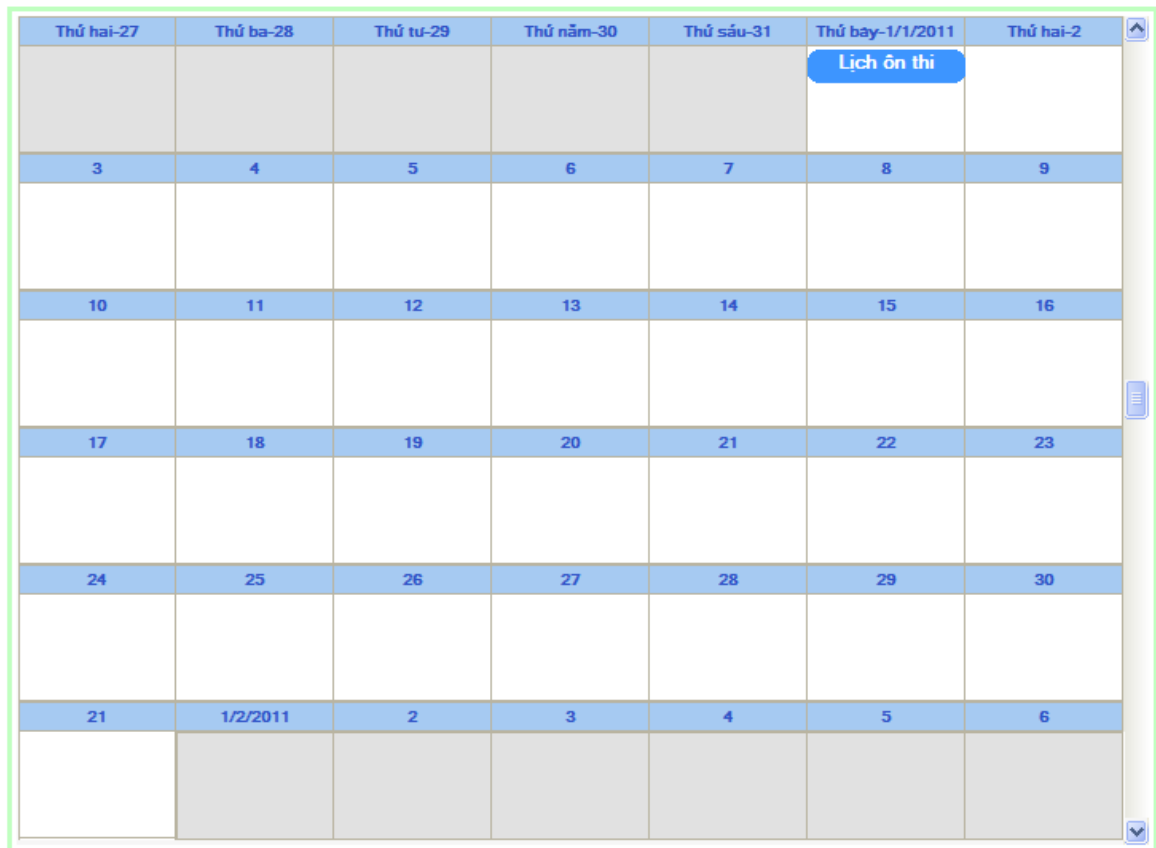 Thứ hai-27 Thứ ba-28 Thứ tư-29 Thứ năm-30 Thứ sáu-31 Thứ bảy-1/1/2011 Thứ hai-2
Lịch ôn thi
3 4 5 6 7 8 9
10 11 12 13 14 15 16
17 18 19 20 21 22 23
24 25 26 27 28 29 30
21 1/2/2011 2 3 4 5 6